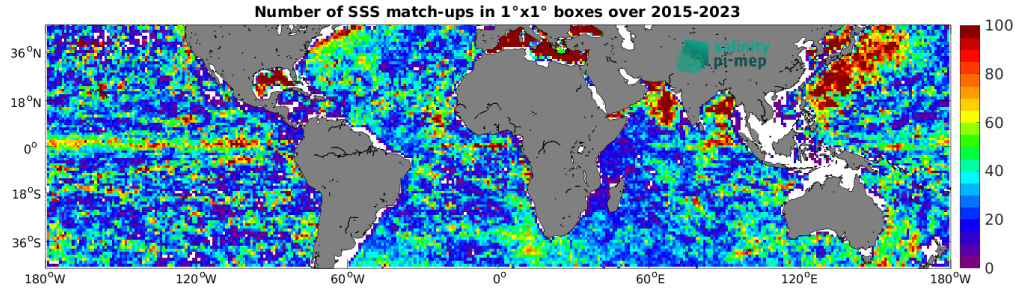 Number of SSS match-ups in 1°x1° boxes over 2015-2023
salinity
pi-mep
36°N
18°N
0°
18°S
36°S
180°W
120°W
60°W
0°
60°E
120°E
180°W
100
80
60
40
20
0